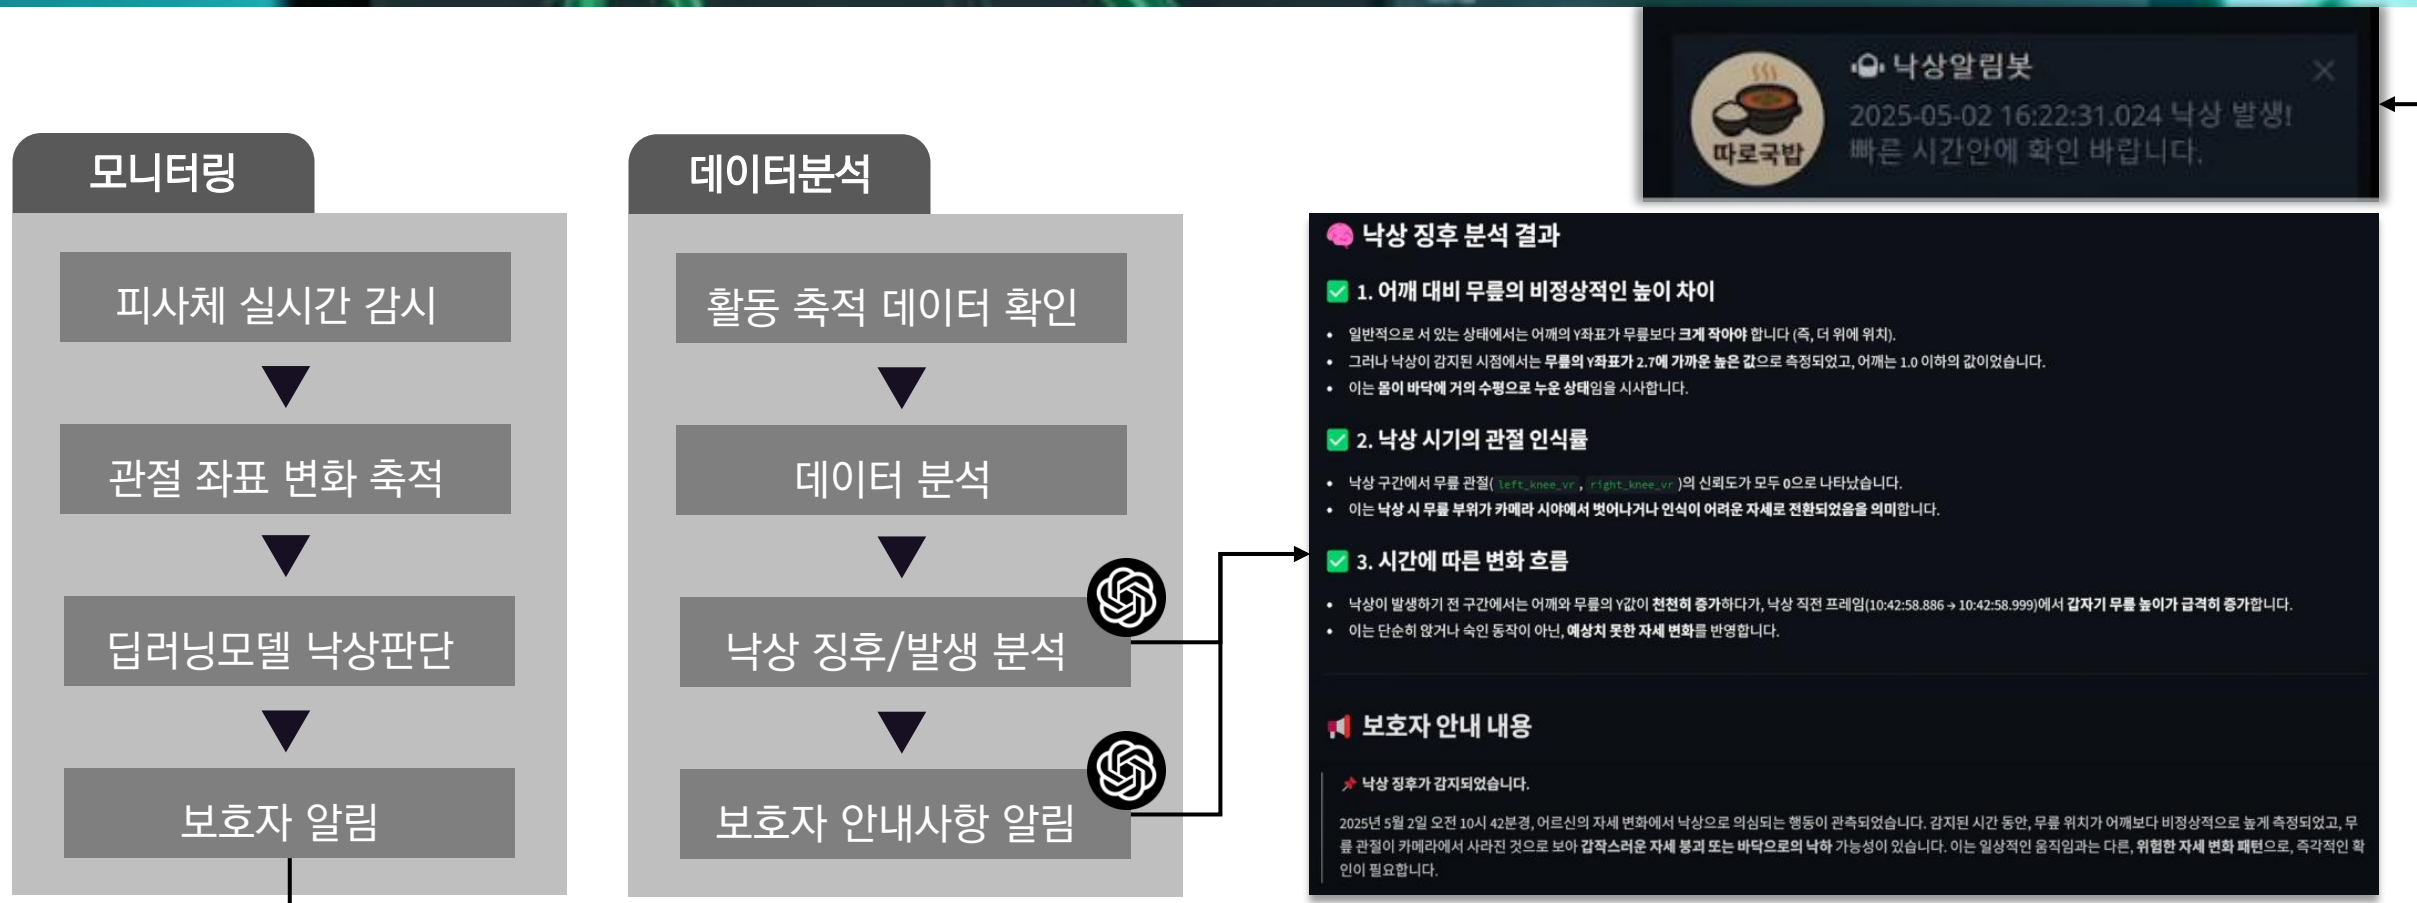 낙상알림봇
2025-05-02 16:22:31.024 낙상 발생!
빠른 시간안에 확인 바랍니다.
따로국밥
모니터링
피사체 실시간 감시
관절 좌표 변화 축적
딥러닝모델 낙상판단
보호자 알림
데이터분석
활동 축적 데이터 확인
데이터 분석
낙상 징후/발생 분석
보호자 안내사항 알림
낙상 징후 분석 결과
1. 어깨 대비 무릎의 비정상적인 높이 차이
• 일반적으로 서 있는 상태에서는 어깨의 Y좌표가 무릎보다 크게 작아야 합니다 (즉, 더 위에 위치).
• 그러나 낙상이 감지된 시점에서는 무릎의 Y좌표가 2.7에 가까운 높은 값으로 측정되었고, 어깨는 1.0 이하의 값이었습니다.
• 이는 몸이 바닥에 거의 수평으로 누운 상태임을 시사합니다.
2. 낙상 시기의 관절 인식률
• 낙상 구간에서 무릎 관절( left_knee_vr , right_knee_vr )의 신뢰도가 모두 0으로 나타났습니다.
• 이는 낙상 시 무릎 부위가 카메라 시야에서 벗어나거나 인식이 어려운 자세로 전환되었음을 의미합니다.
3. 시간에 따른 변화 흐름
• 낙상이 발생하기 전 구간에서는 어깨와 무릎의 Y값이 천천히 증가하다가, 낙상 직전 프레임(10:42:58.886 → 10:42:58.999)에서 갑자기 무릎 높이가 급격히 증가합니다.
• 이는 단순히 앉거나 숙인 동작이 아닌, 예상치 못한 자세 변화를 반영합니다.
보호자 안내 내용
낙상 징후가 감지되었습니다.
2025년 5월 2일 오전 10시 42분경, 어르신의 자세 변화에서 낙상으로 의심되는 행동이 관측되었습니다. 감지된 시간 동안, 무릎 위치가 어깨보다 비정상적으로 높게 측정되었고, 무
릎 관절이 카메라에서 사라진 것으로 보아 갑작스러운 자세 붕괴 또는 바닥으로의 낙하 가능성이 있습니다. 이는 일상적인 움직임과는 다른, 위험한 자세 변화 패턴으로, 즉각적인 확
인이 필요합니다.